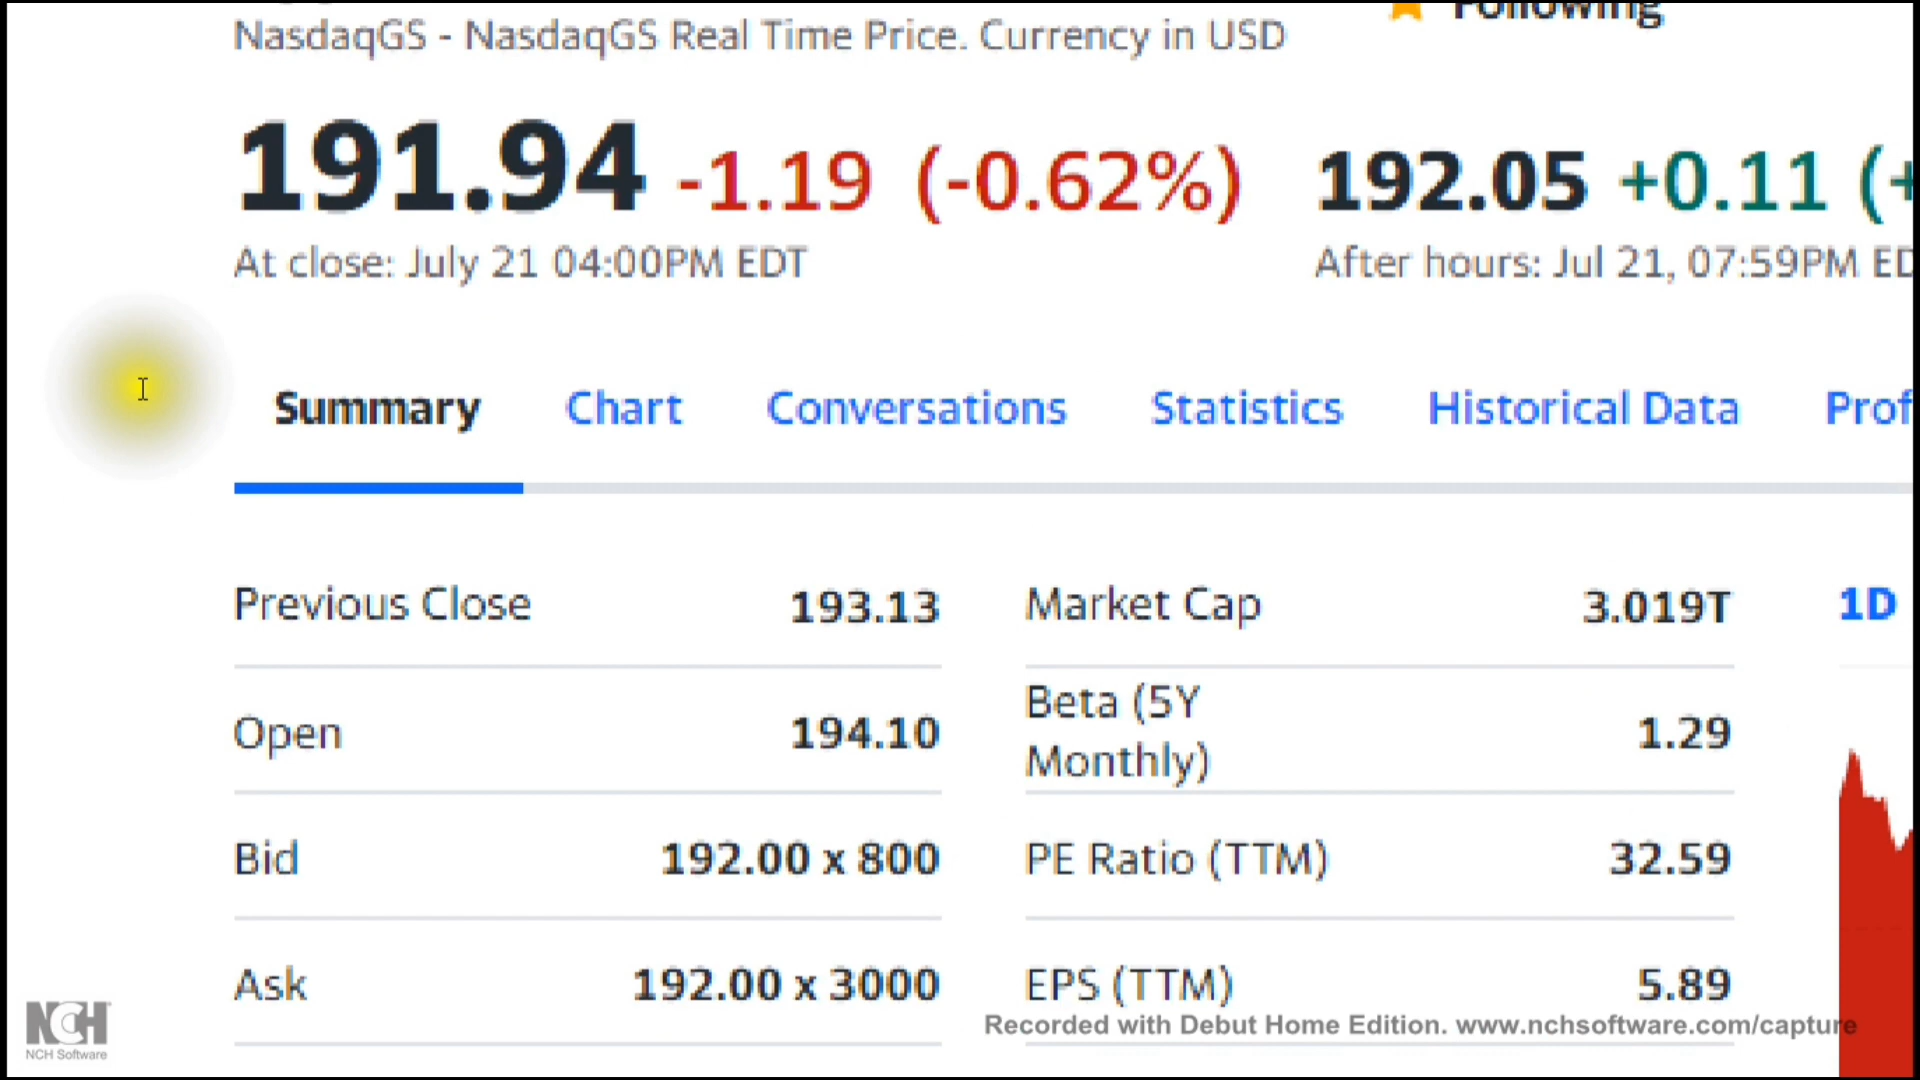 Following
NasdaqGS - NasdaqGS Real Time Price. Currency in USD
191.94 -1.19 (-0.62%) 192.05 +0.11 (+
At close: July 21 04:00PM EDT After hours: Jul 21, 07:59PM ED
Summary Chart Conversations Statistics Historical Data Prof
Previous Close 193.13 Market Cap 3.019T 1D
Open 194.10 Beta (5Y
Monthly) 1.29
Bid 192.00 x 800 PE Ratio (TTM) 32.59
Ask 192.00 x 3000 EPS (TTM) 5.89
NCH
NCH Software
Recorded with Debut Home Edition. www.nchsoftware.com/capture